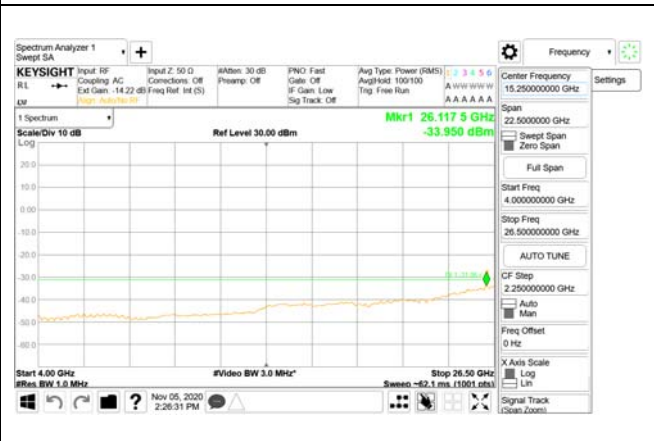 Spectrum Analyzer 1
Swept SA
Frequency
KEYSIGHT
R L
Input: RF
Coupling: AC
Ext Gain: -14.22 dB
Align: Auto/No RF
Input Z: 50 Ω
Corrections: Off
Freq Ref: Int (S)
#Atten: 30 dB
Preamp: Off
PNO: Fast
Gate: Off
IF Gain: Low
Sig Track: Off
Avg Type: Power (RMS)
Avg|Hold: 100/100
Trig: Free Run
1 2 3 4 5 6
A W W W W W
A A A A A A
1 Spectrum
Scale/Div 10 dB
Log
Ref Level 30.00 dBm
Mkr1 26.117 5 GHz
-33.950 dBm
20.0
10.0
0.00
-10.0
-20.0
-30.0
-40.0
-50.0
-60.0
Start 4.00 GHz
#Res BW 1.0 MHz
#Video BW 3.0 MHz*
Stop 26.50 GHz
Sweep ~62.1 ms (1001 pts)
Nov 05, 2020
2:26:31 PM
Center Frequency
15.250000000 GHz
Settings
Span
22.5000000 GHz
Swept Span
Zero Span
Full Span
Start Freq
4.000000000 GHz
Stop Freq
26.500000000 GHz
AUTO TUNE
CF Step
2.250000000 GHz
Auto
Man
Freq Offset
0 Hz
X Axis Scale
Log
Lin
Signal Track
(Span Zoom)